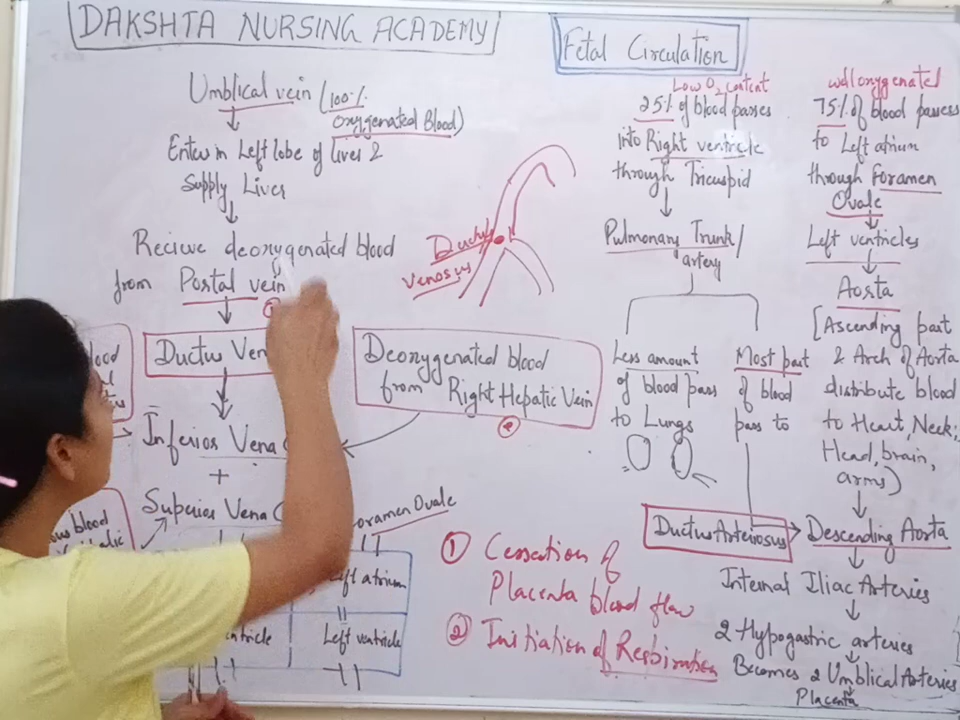 DAKSHTA NURSING ACADEMY
Fetal Circulation
Umblical vein (100%
oxygenated Blood)
Enters in Left lobe of liver &
Supply Liver
Recieve deoxygenated blood
from Portal vein
Ductus Ven
Inferior Vena
+
Superior Vena
Deoxygenated blood
from Right Hepatic Vein
Foramen Ovale
Left atrium
Left ventricle
Ductus
Venosus
Low O2 content
25% of blood passes
into Right ventricle
through Tricuspid
Pulmonary Trunk/
artery
Less amount
of blood pass
to Lungs
Most part
of blood
pass to
Ductus Arteriosus
well oxygenated
75% of blood passess
to Left atrium
through Foramen
Ovale
Left ventricles
Aorta
[Ascending part
& Arch of Aorta
distribute blood
to Heart, Neck,
Head, brain,
arms)
Descending Aorta
Internal Iliac Arteries
2 Hypogastric arteries
Becomes 2 Umblical Arteries
Placenta
① Cessation of
Placenta blood flow
② Initiation of Respiration